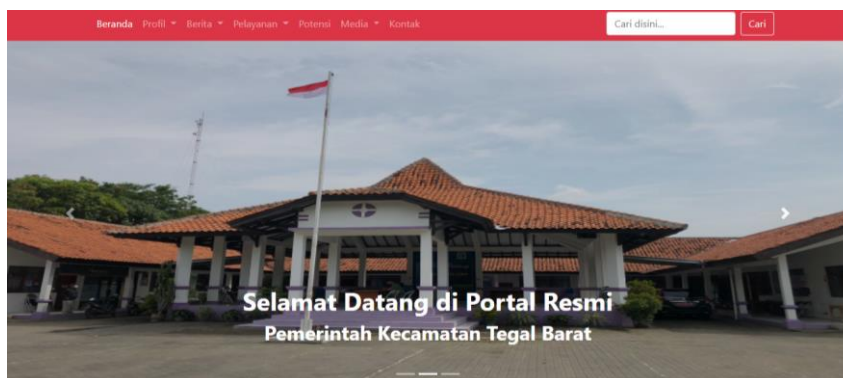 Beranda Profil Berita Pelayanan Potensi Media Kontak Cari disini... Cari
Selamat Datang di Portal Resmi
Pemerintah Kecamatan Tegal Barat